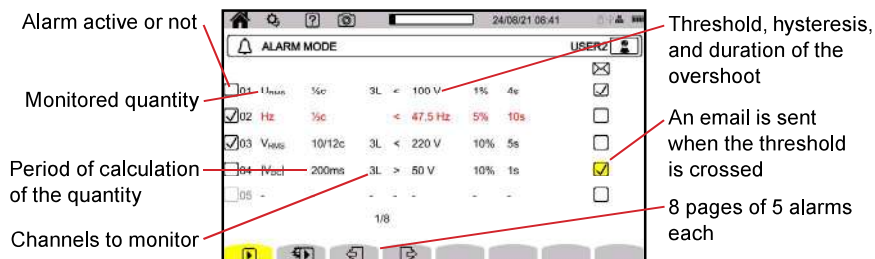 Alarm active or not
Monitored quantity
Period of calculation
of the quantity
Channels to monitor
24/08/21 08:41
ALARM MODE
USER2
01 URMS ½c 3L < 100 V 1% 4s
02 Hz ½c < 47.5 Hz 5% 10s
03 VRMS 10/12c 3L < 220 V 10% 5s
04 200ms 3L > 50 V 10% 1s
05 - - - - - -
1/8
Threshold, hysteresis,
and duration of the
overshoot
An email is sent
when the threshold
is crossed
8 pages of 5 alarms
each